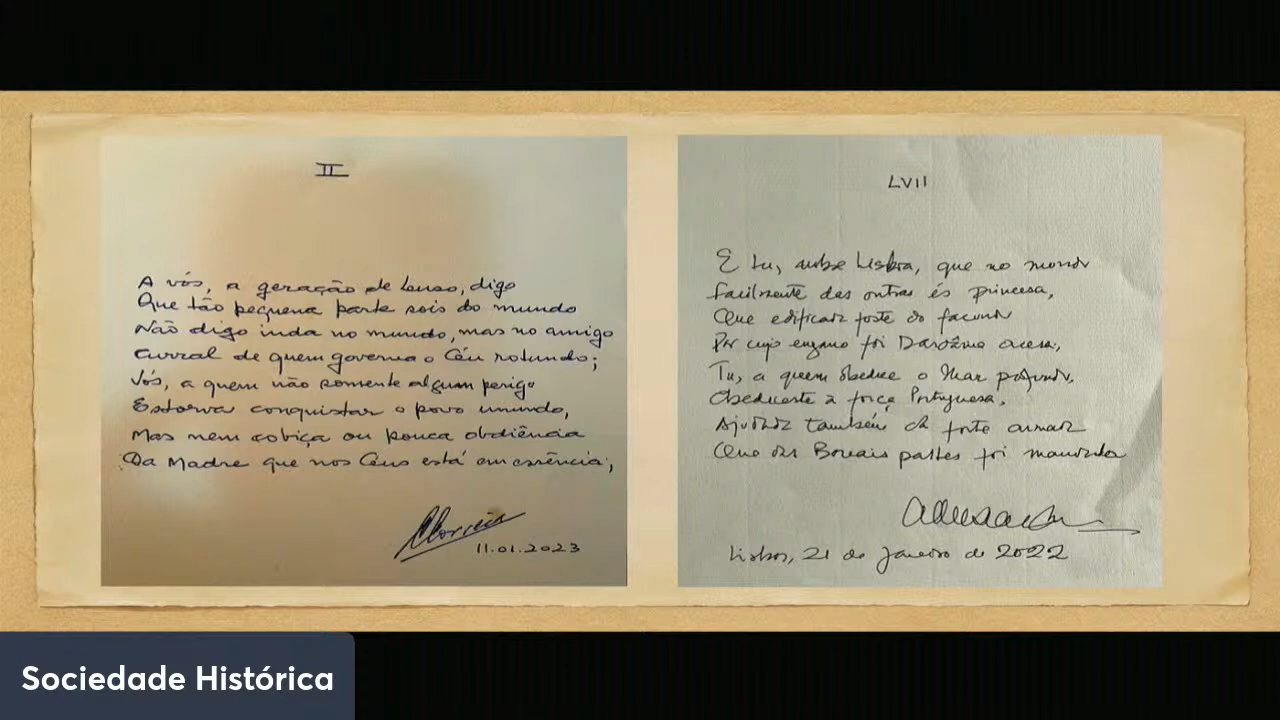 II
A vós, a geração de Luso, digo
Que tão pequena parte sois do mundo
Não digo inda no mundo, mas no amigo
Curral de quem governa o Céu rotundo;
Vós, a quem não somente algum perigo
Estorva conquistar o povo imundo,
Mas nem cobiça ou pouca obediência
Da Madre que nos Céus está em essência;
11.01.2023
LVII
E tu, nobre Lisboa, que no mundo
facilmente das outras és princesa,
Que edificada foste do facundo
Por cujo engano foi Dardânia acesa,
Tu, a quem obedece o Mar profundo,
Obedeceste à força Portuguesa,
Ajudada também da forte armada
Que das Boreais partes foi mandada
Lisboa, 21 de Janeiro de 2022
Sociedade Histórica